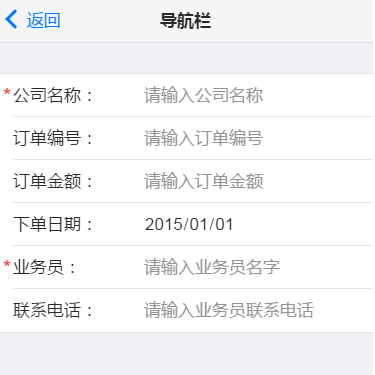 返回 导航栏
*公司名称： 请输入公司名称
订单编号： 请输入订单编号
订单金额： 请输入订单金额
下单日期： 2015/01/01
*业务员： 请输入业务员名字
联系电话： 请输入业务员联系电话